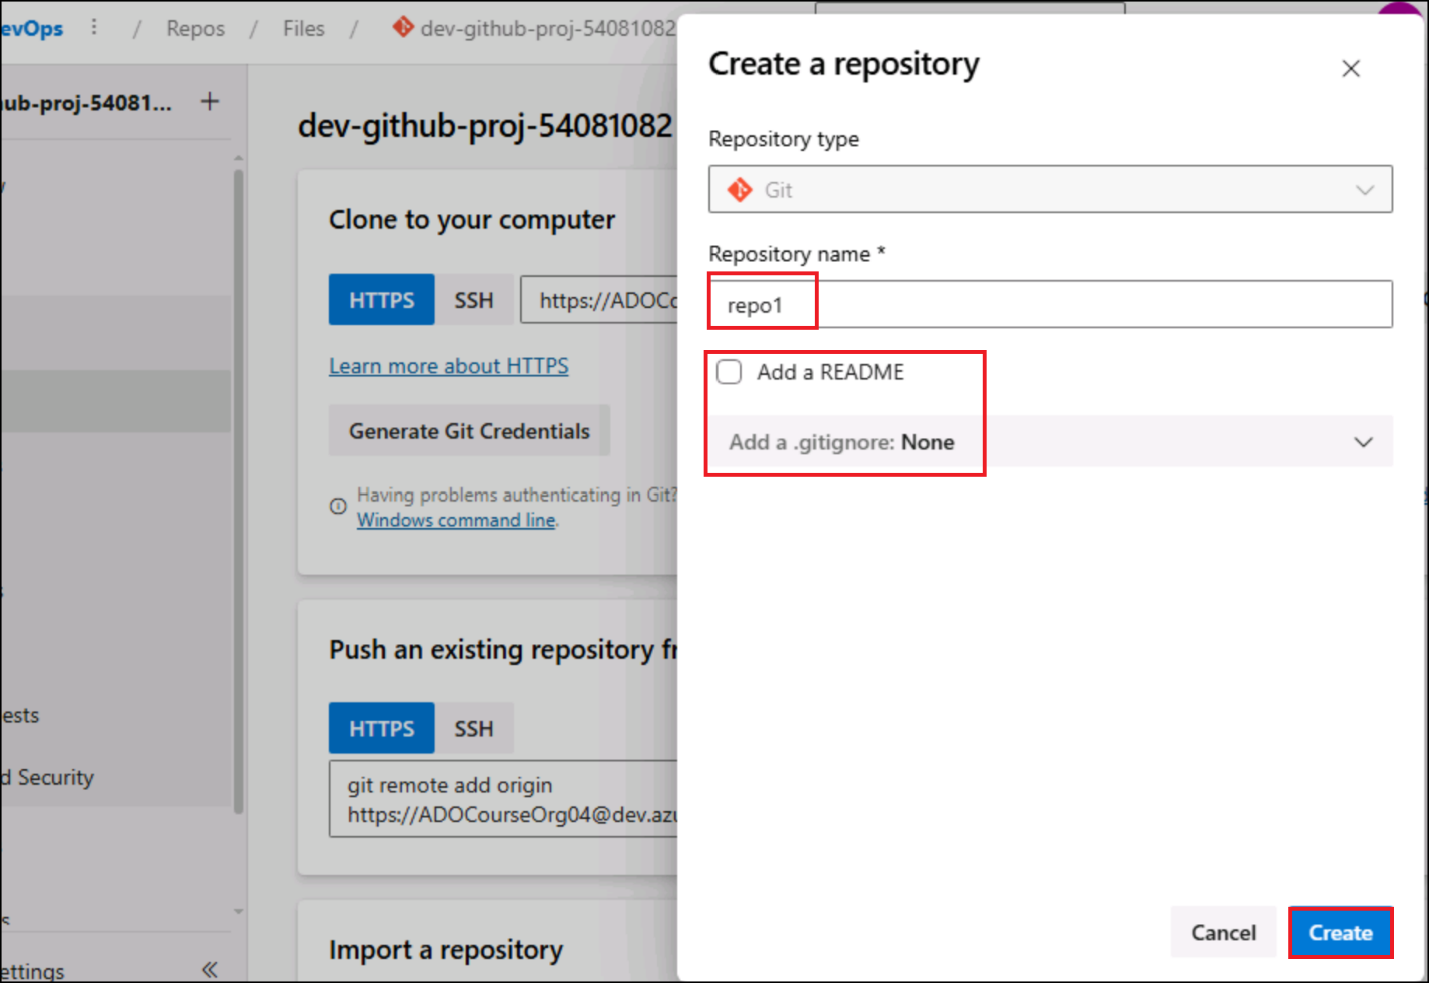 evOps
/ Repos / Files / dev-github-proj-54081082
ub-proj-54081... +
ests
d Security
ettings
dev-github-proj-54081082
Clone to your computer
HTTPS SSH https://ADOC
Learn more about HTTPS
Generate Git Credentials
Having problems authenticating in Git?
Windows command line.
Push an existing repository fr
HTTPS SSH
git remote add origin
https://ADOCourseOrg04@dev.azu
Import a repository
Create a repository
Repository type
Git
Repository name *
repo1
Add a README
Add a .gitignore: None
Cancel Create